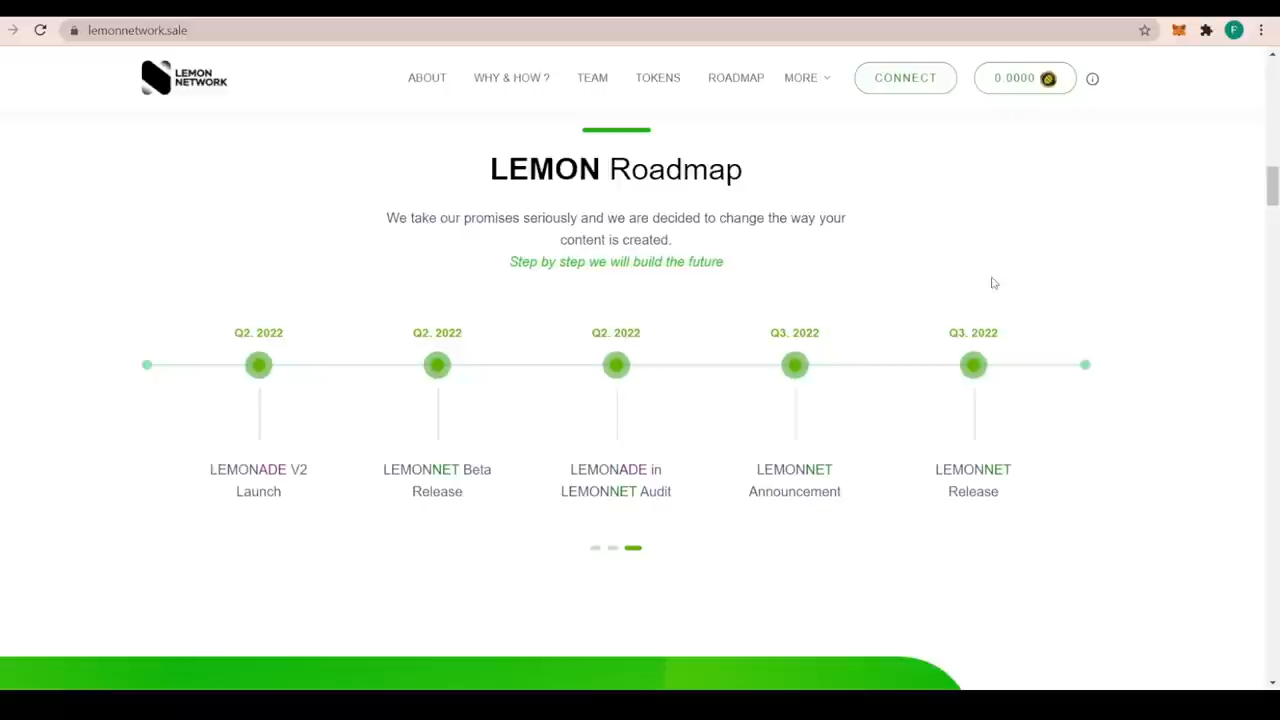 lemonnetwork.sale
F
LEMON
NETWORK
ABOUT WHY & HOW ? TEAM TOKENS ROADMAP MORE CONNECT 0.0000
LEMON Roadmap
We take our promises seriously and we are decided to change the way your
content is created.
Step by step we will build the future
Q2. 2022 Q2. 2022 Q2. 2022 Q3. 2022 Q3. 2022
LEMONADE V2 LEMONNET Beta LEMONADE in LEMONNET LEMONNET
Launch Release LEMONNET Audit Announcement Release